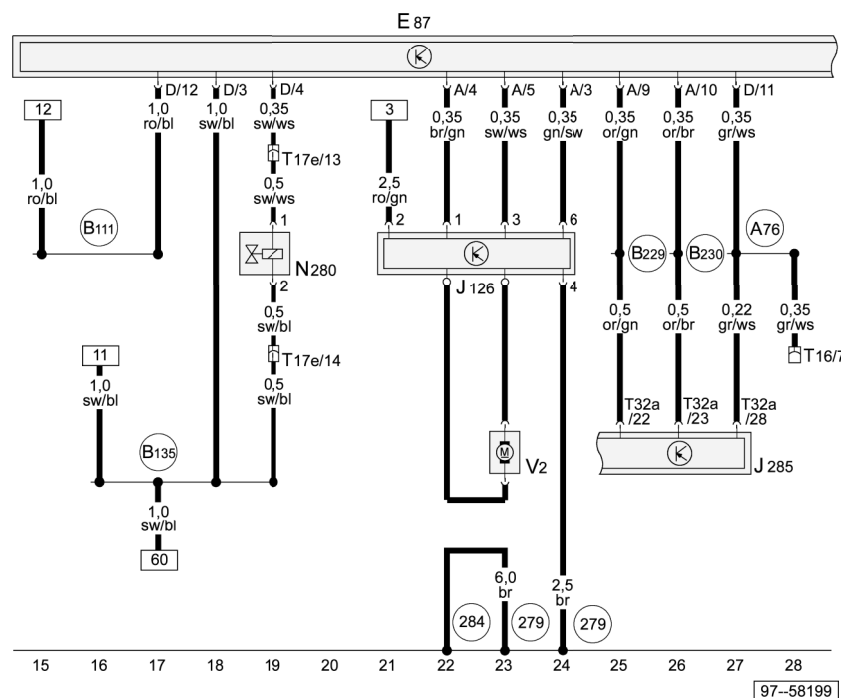 E 87
D/12 D/3 D/4 A/4 A/5 A/3 A/9 A/10 D/11
12 1,0 1,0 0,35 3 0,35 0,35 0,35 0,35 0,35 0,35
ro/bl sw/bl sw/ws br/gn sw/ws gn/sw or/gn or/br gr/ws
T17e/13
1,0 0,5 2,5
ro/bl sw/ws ro/gn
B111 1 2 1 3 6 A76
N280 B229 B230
2 J 126 4
0,5 0,5 0,5 0,22 0,35
sw/bl or/gn or/br gr/ws gr/ws
11 T17e/14 T16/7
1,0 0,5
sw/bl sw/bl
T32a T32a T32a
/22 /23 /28
B135 M V2 J 285
1,0
sw/bl
60
6,0 2,5
br br
284 279 279
15 16 17 18 19 20 21 22 23 24 25 26 27 28
97--58199